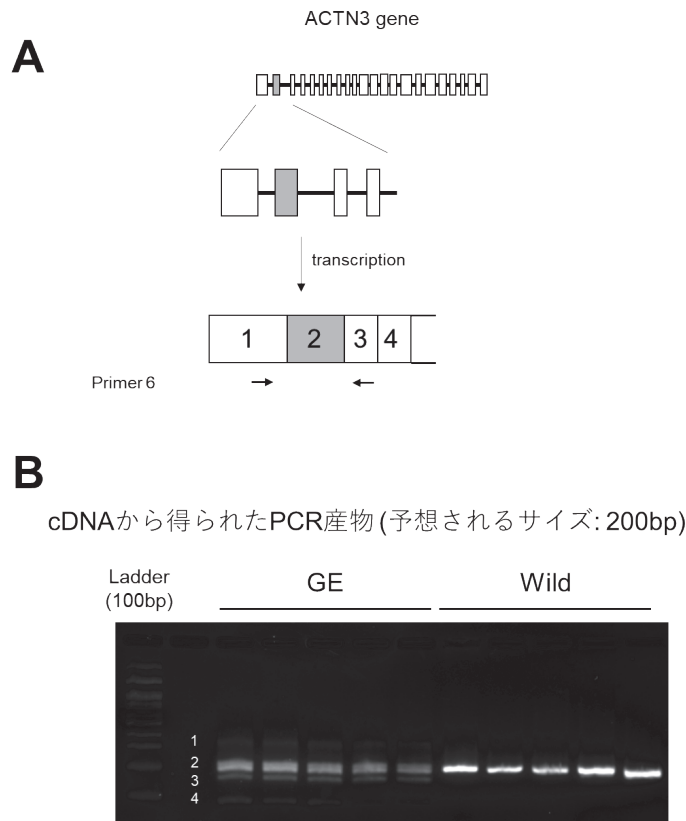 ACTN3 gene
A
transcription
1 2 3 4
Primer 6
B
cDNAから得られたPCR産物 (予想されるサイズ: 200bp)
Ladder
(100bp)
GE
Wild
1
2
3
4